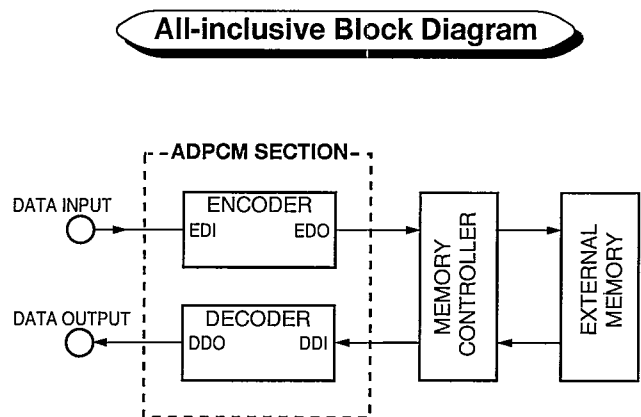 All-inclusive Block Diagram
ADPCM SECTION
DATA INPUT
ENCODER
EDI EDO
DATA OUTPUT
DECODER
DDO DDI
MEMORY
CONTROLLER
EXTERNAL
MEMORY